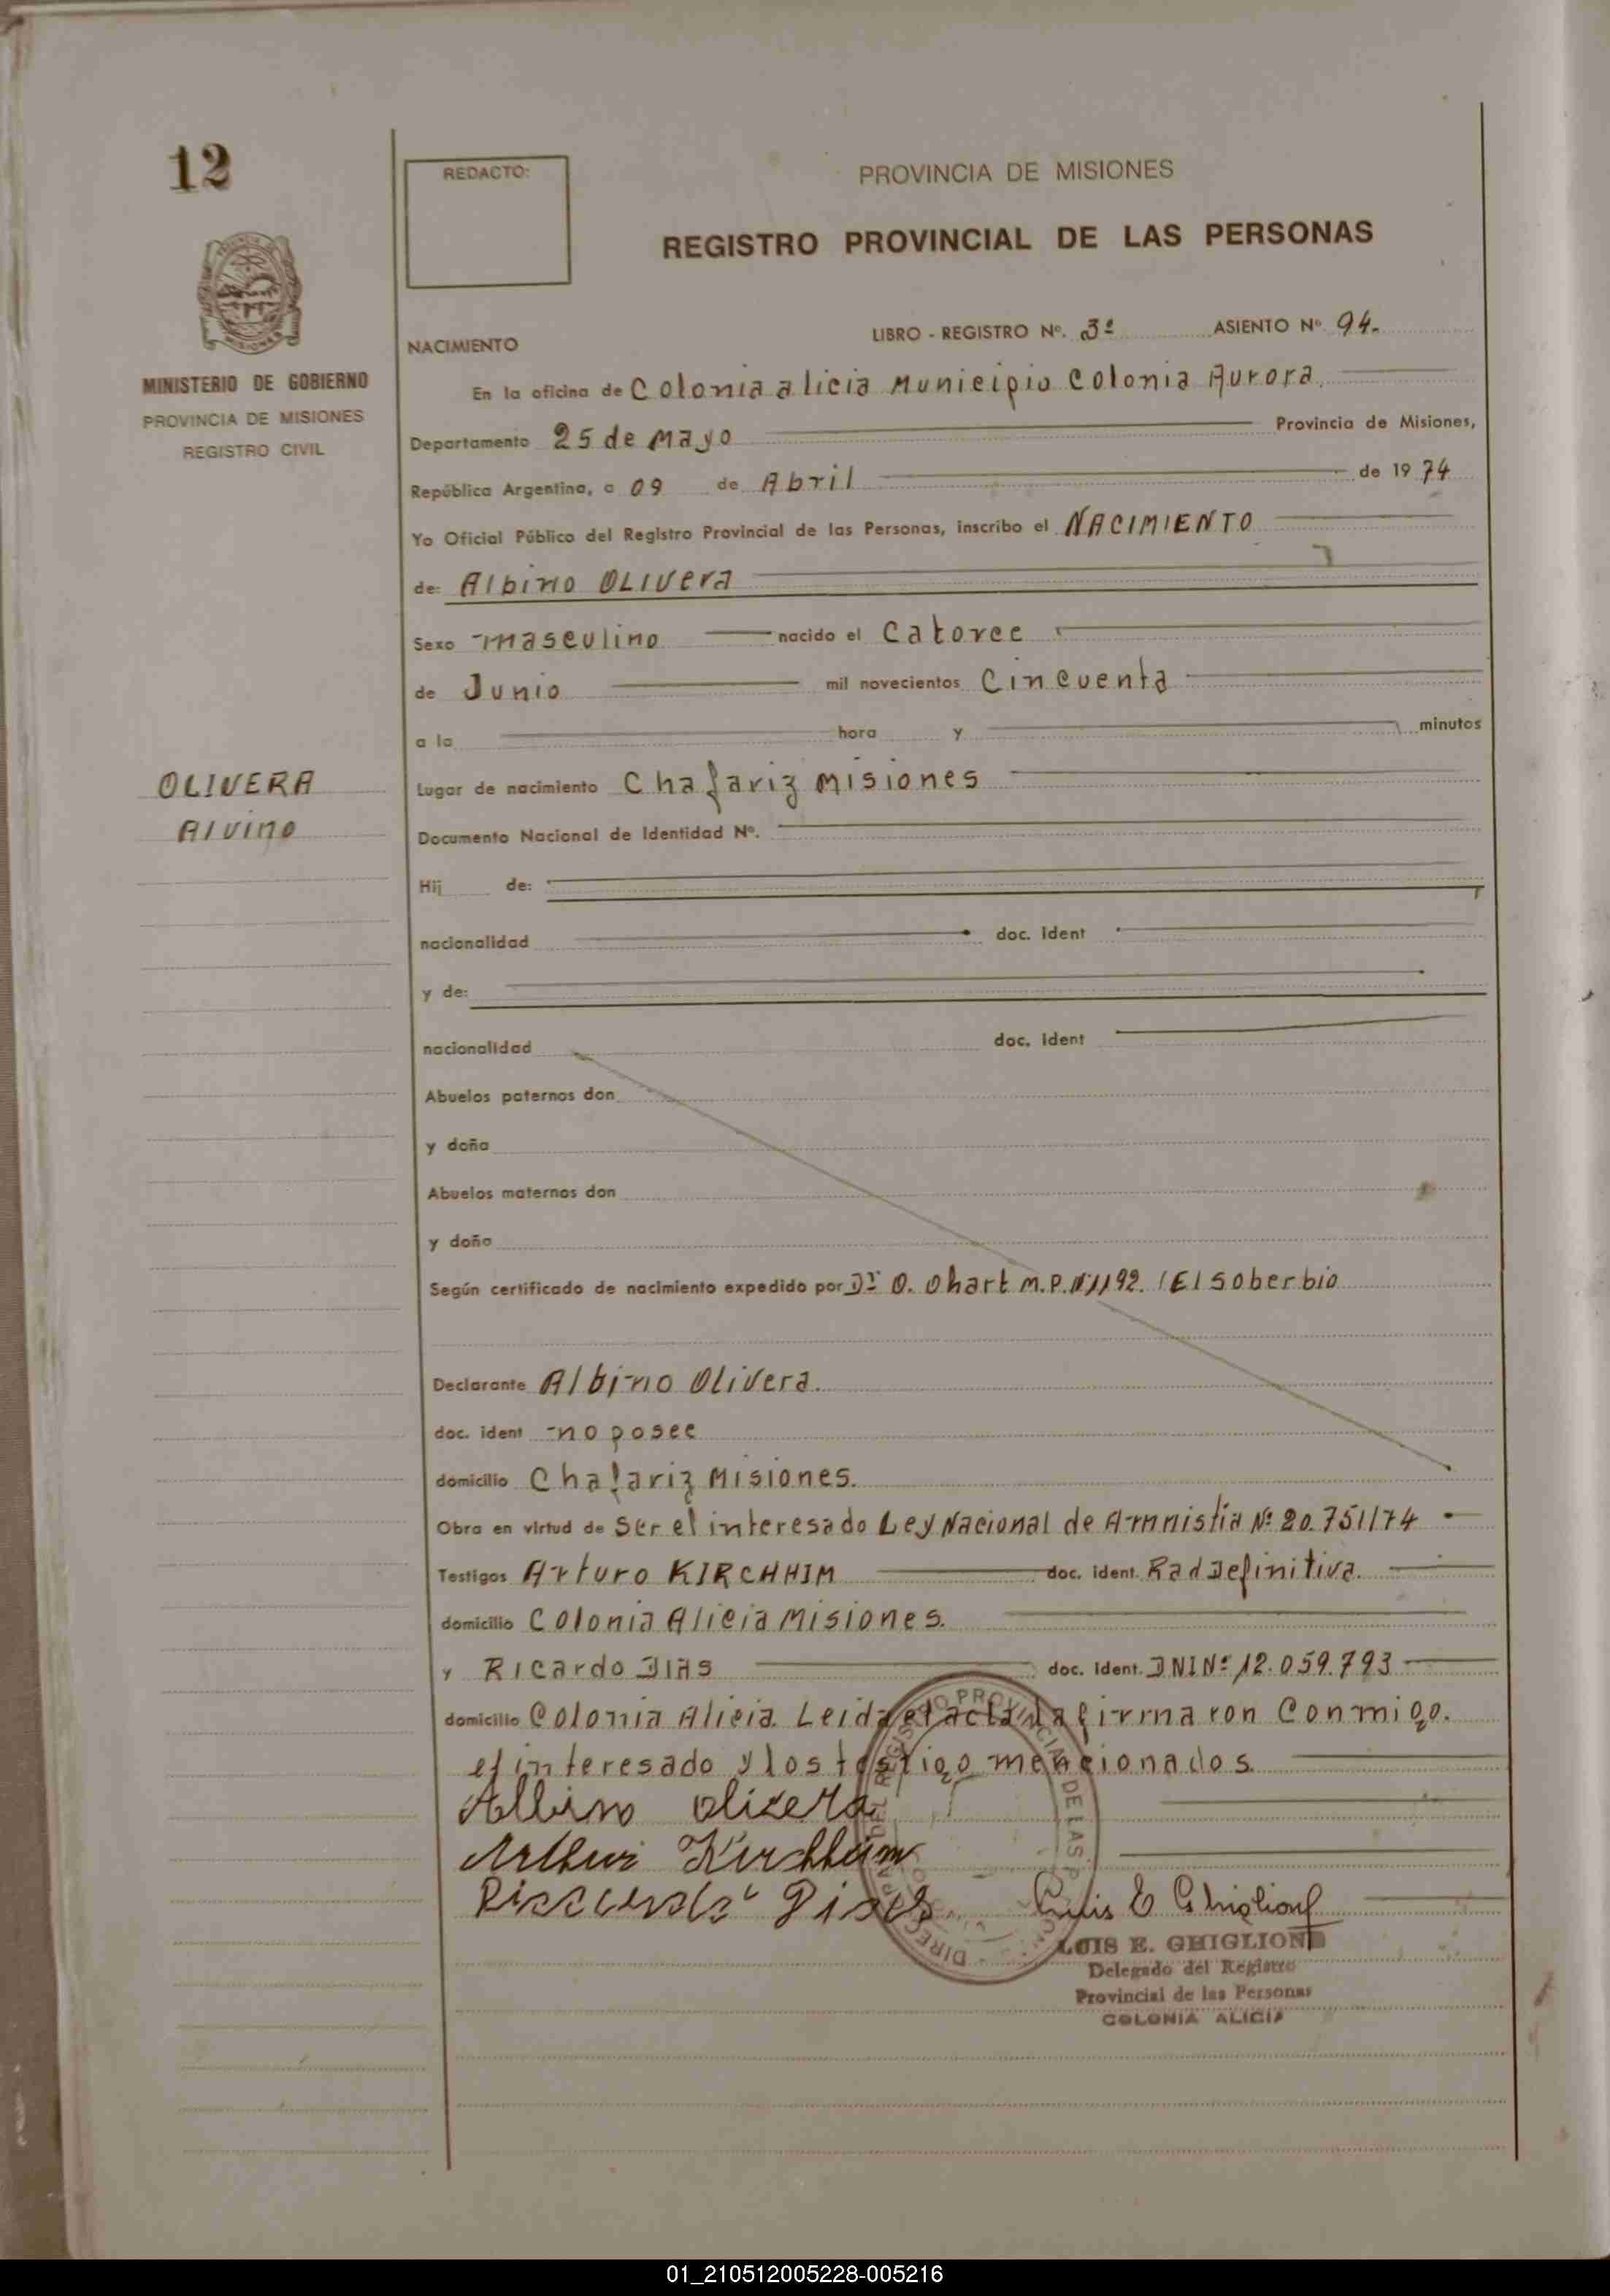 12
REDACTO:
PROVINCIA DE MISIONES
REGISTRO PROVINCIAL DE LAS PERSONAS
MINISTERIO DE GOBIERNO
PROVINCIA DE MISIONES
REGISTRO CIVIL
NACIMIENTO
LIBRO - REGISTRO Nº. 3º ASIENTO Nº 94.
En la oficina de Colonia alicia Municipio Colonia Aurora.
Departamento 25 de Mayo Provincia de Misiones,
República Argentina, a 09 de Abril de 1974
Yo Oficial Público del Registro Provincial de las Personas, inscribo el NACIMIENTO
de: Albino OLIVera
Sexo masculino nacido el Catorce
de Junio mil novecientos Cincuenta
a la hora y minutos
OLIVERA
Alvino
Lugar de nacimiento Chafariz Misiones
Documento Nacional de Identidad Nº.
Hij de:
nacionalidad doc. ident
y de:
nacionalidad doc. ident
Abuelos paternos don
y doña
Abuelos maternos don
y doña
Según certificado de nacimiento expedido por Dr O. Ohart M.P. 192. El Soberbio
Declarante Albino Olivera.
doc. ident no posee
domicilio Chafariz Misiones.
Obra en virtud de Ser el interesado Ley Nacional de Amnistia Nº 20.751/74
Testigos Arturo KIRCHHIM doc. ident. Rad Definitiva.
domicilio Colonia Alicia Misiones.
y Ricardo DIAS doc. ident. DNI Nº 12.059.793
domicilio Colonia Alicia. Leida el acta la firmaron Conmigo.
el interesado y los testigo mencionados
Albino olivera
Arthur Kirchheim
Dias
Luis E Ghiglione
LUIS E. GHIGLIONE
Delegado del Registro
Provincial de las Personas
COLONIA ALICIA
01_210512005228-005216